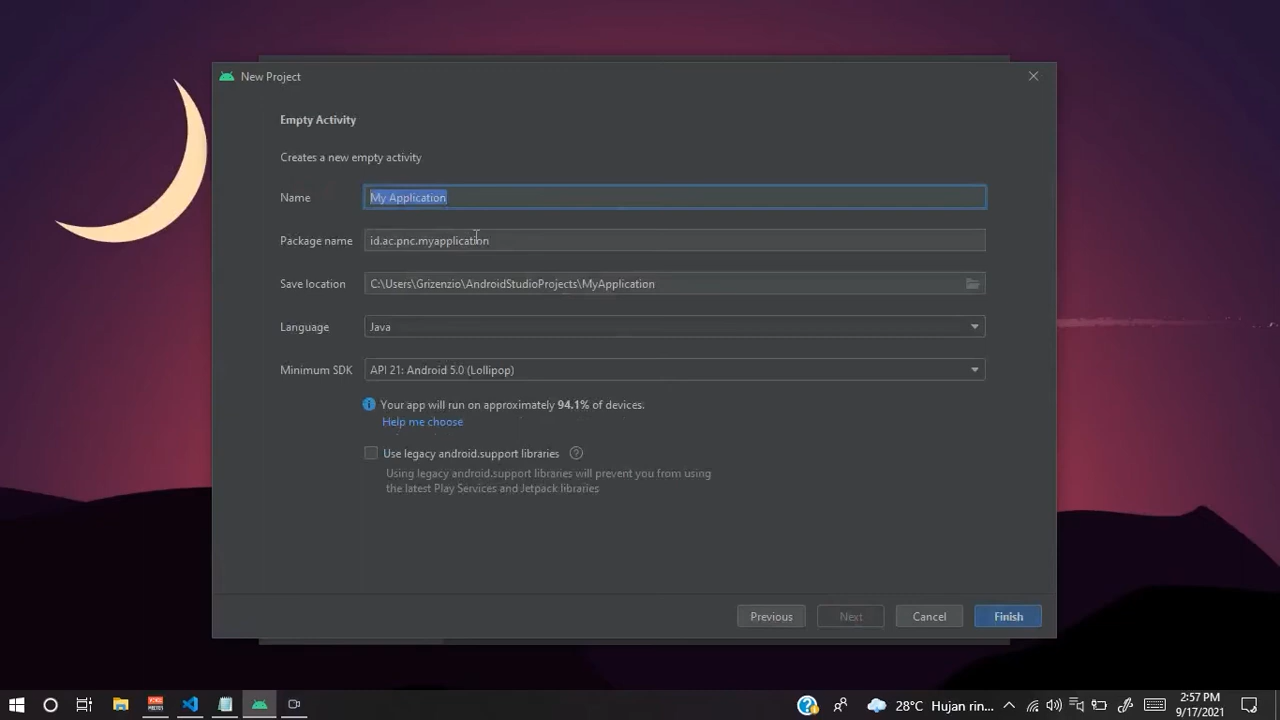 New Project
Empty Activity
Creates a new empty activity
Name
My Application
Package name
id.ac.pnc.myapplication
Save location
C:\Users\Grizenzio\AndroidStudioProjects\MyApplication
Language
Java
Minimum SDK
API 21: Android 5.0 (Lollipop)
Your app will run on approximately 94.1% of devices.
Help me choose
Use legacy android.support libraries
Using legacy android.support libraries will prevent you from using
the latest Play Services and Jetpack libraries
Previous
Next
Cancel
Finish
28°C Hujan rin...
2:57 PM
9/17/2021